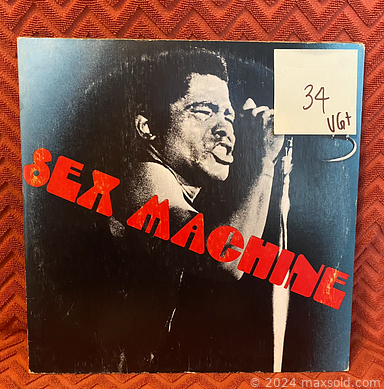 34
VG+
SEX MACHINE
© 2024 maxsold.com